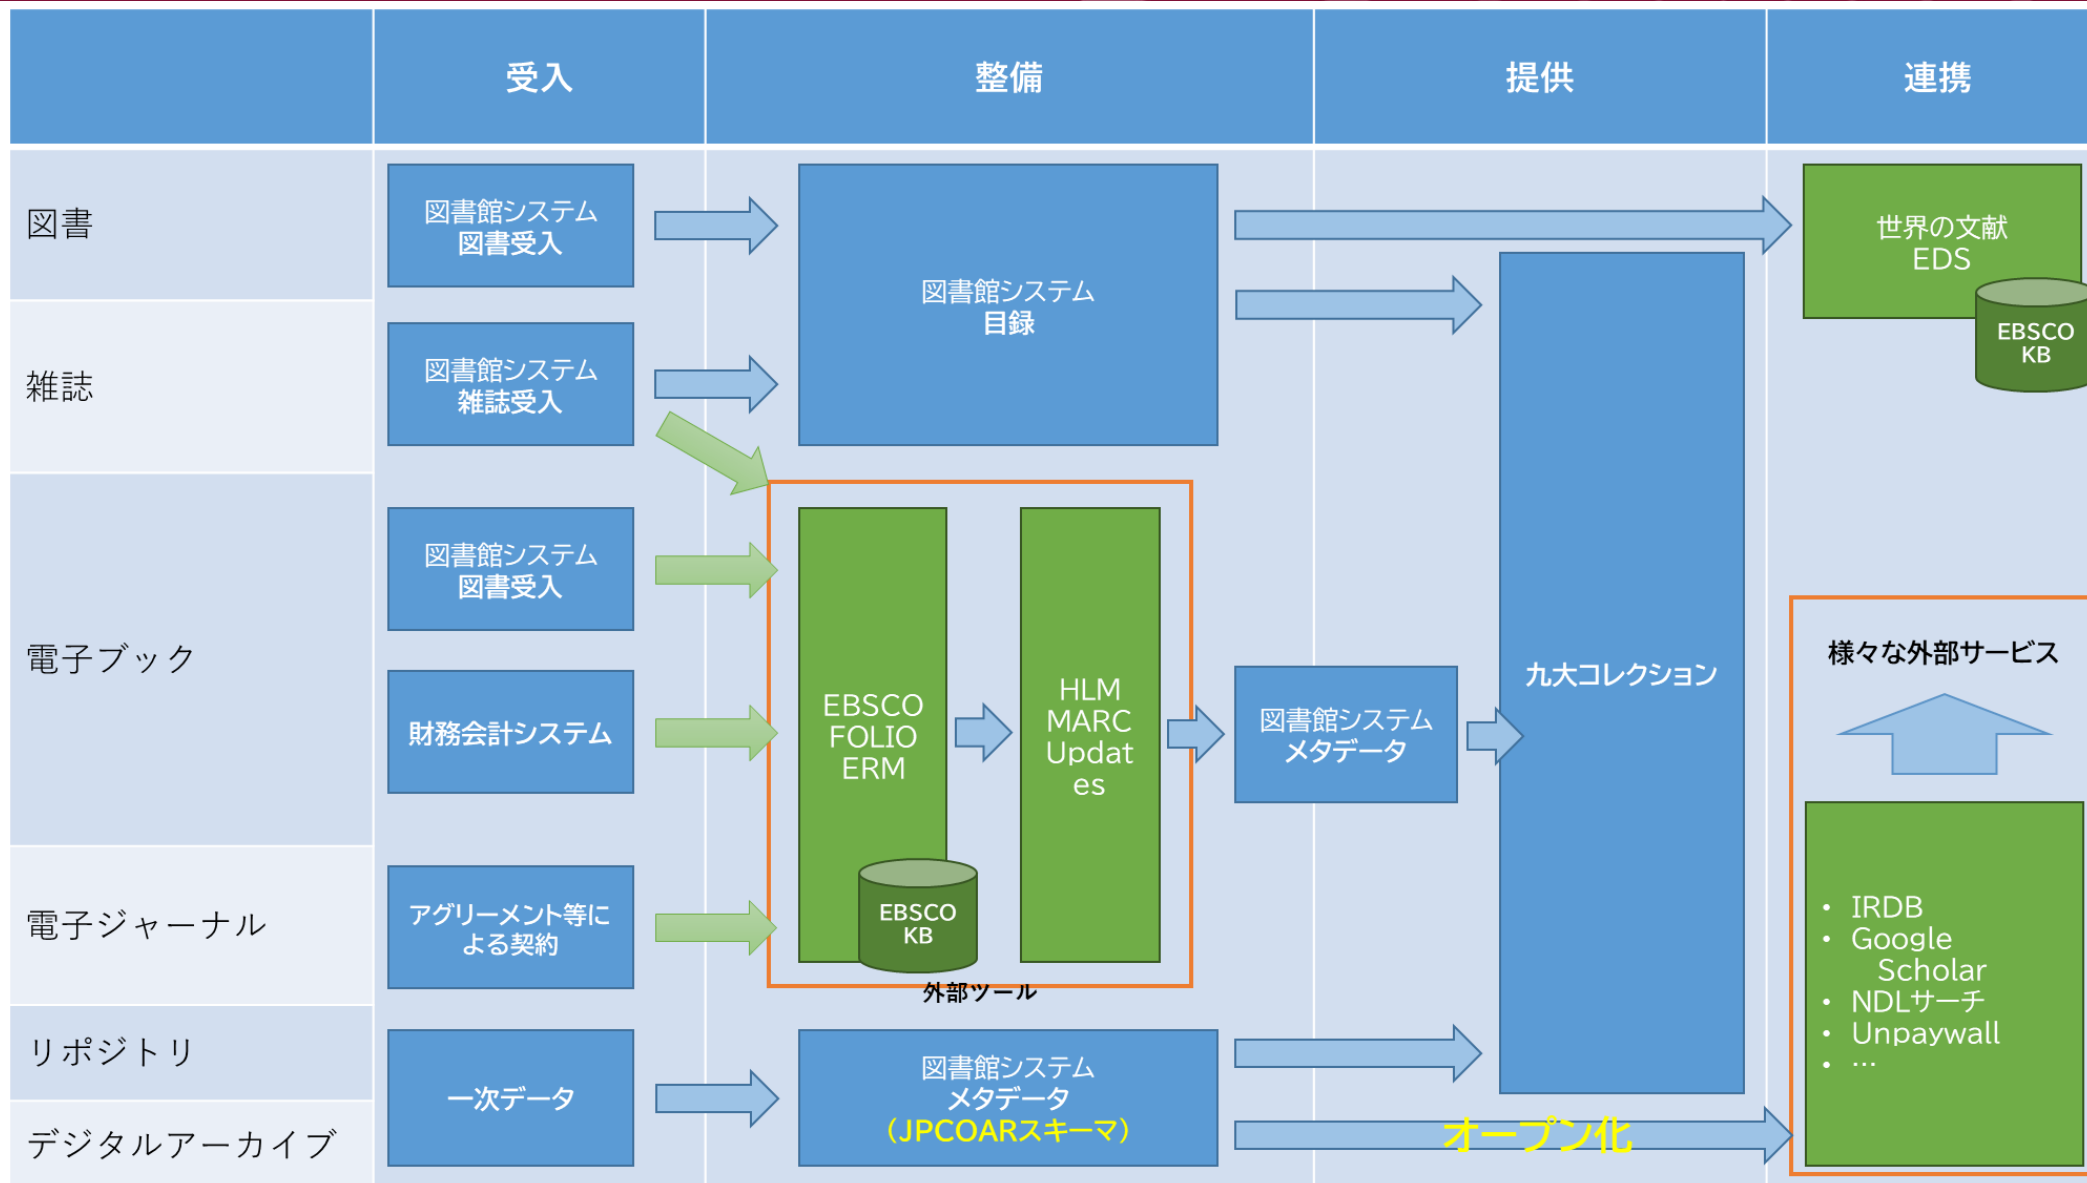 受入
整備
提供
連携
図書
図書館システム
図書受入
図書館システム
目録
世界の文献
EDS
EBSCO
KB
雑誌
図書館システム
雑誌受入
電子ブック
図書館システム
図書受入
財務会計システム
EBSCO
FOLIO
ERM
EBSCO
KB
HLM
MARC
Updat
es
外部ツール
図書館システム
メタデータ
九大コレクション
様々な外部サービス
電子ジャーナル
アグリーメント等に
よる契約
リポジトリ
デジタルアーカイブ
一次データ
図書館システム
メタデータ
（JPCOARスキーマ）
オープン化
• IRDB
• Google
Scholar
• NDLサーチ
• Unpaywall
• …